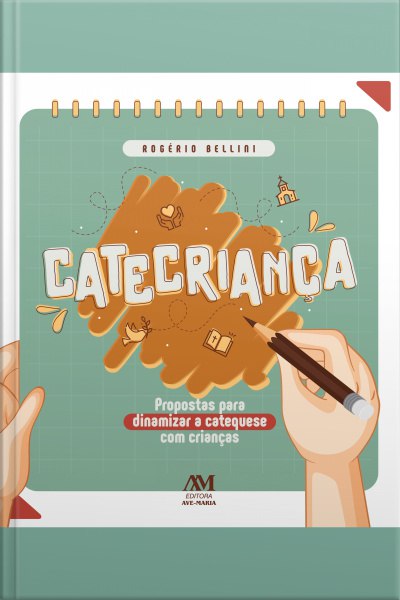 ROGÉRIO BELLINI
CATECRIANÇA
Propostas para
dinamizar a catequese
com crianças
AM
EDITORA
AVE-MARIA